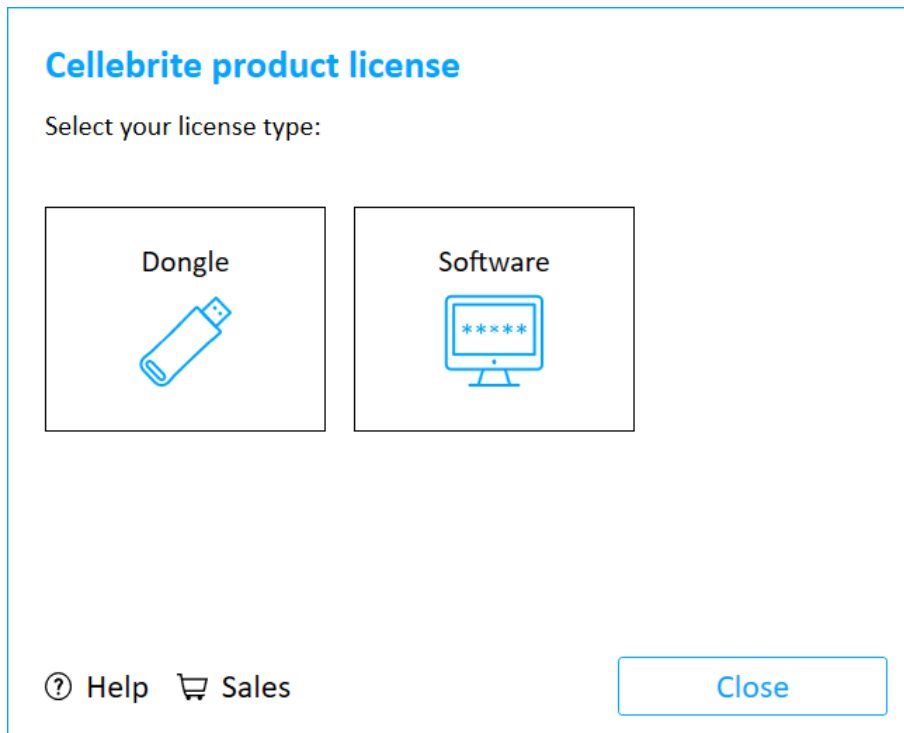 Cellebrite product license
Select your license type:
Dongle
Software
*****
Help
Sales
Close